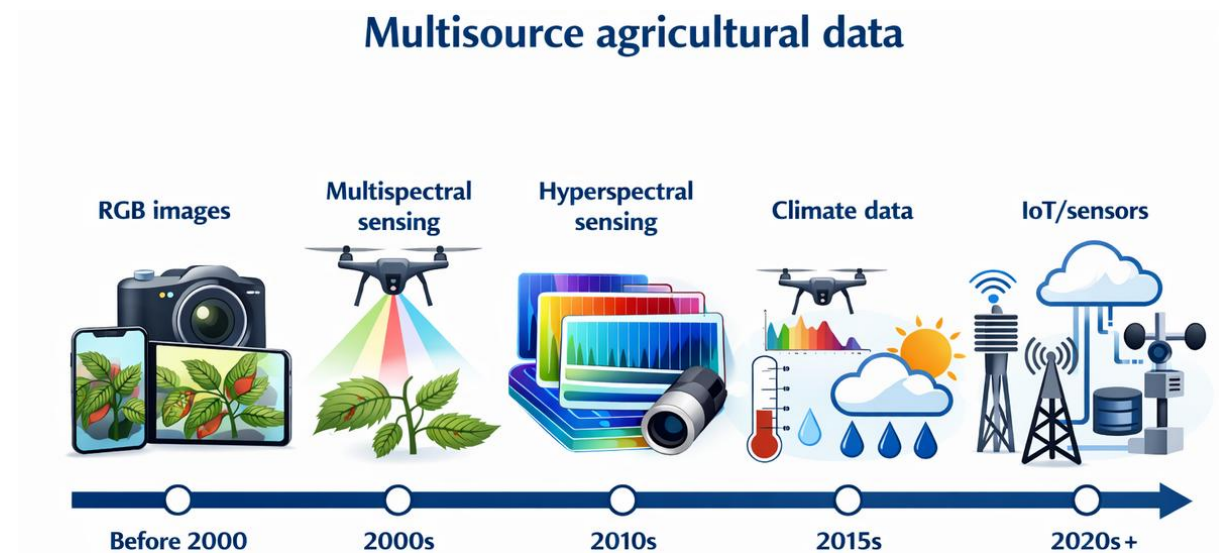 Multisource agricultural data
RGB images
Multispectral
sensing
Hyperspectral
sensing
Climate data
IoT/sensors
Before 2000
2000s
2010s
2015s
2020s+